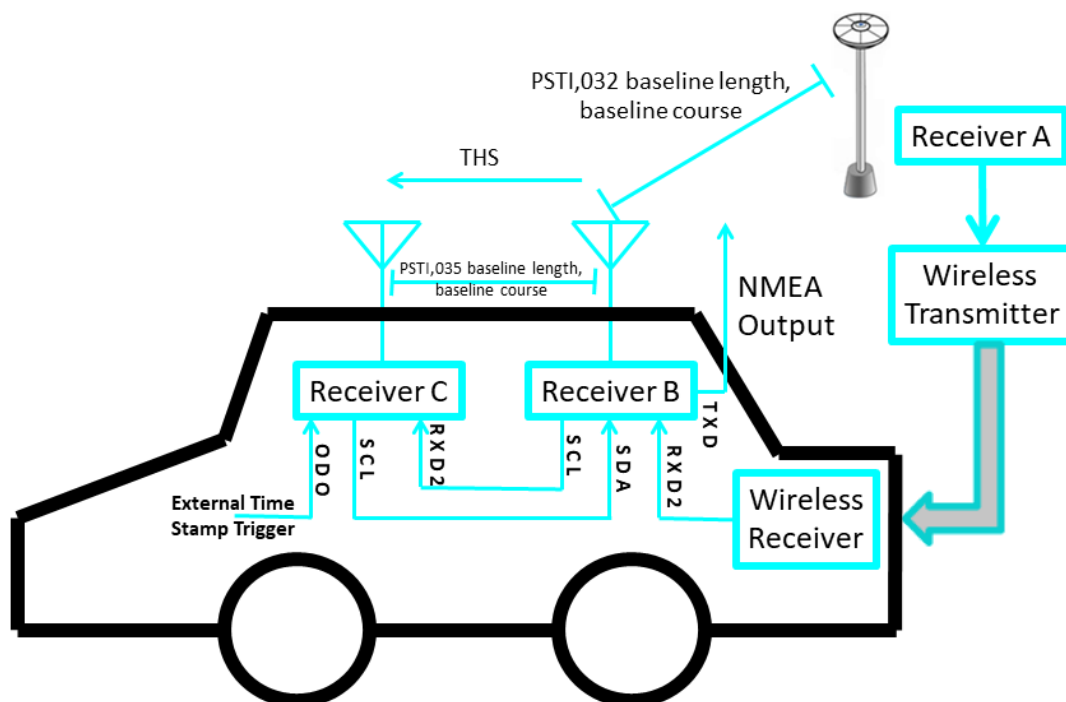 PSTI,032 baseline length,
baseline course
Receiver A
THS
Wireless
Transmitter
PSTI,035 baseline length,
baseline course
NMEA
Output
Receiver C
Receiver B
ODO
SCL
RXD2
SCL
SDA
RXD2
TXD
External Time
Stamp Trigger
Wireless
Receiver